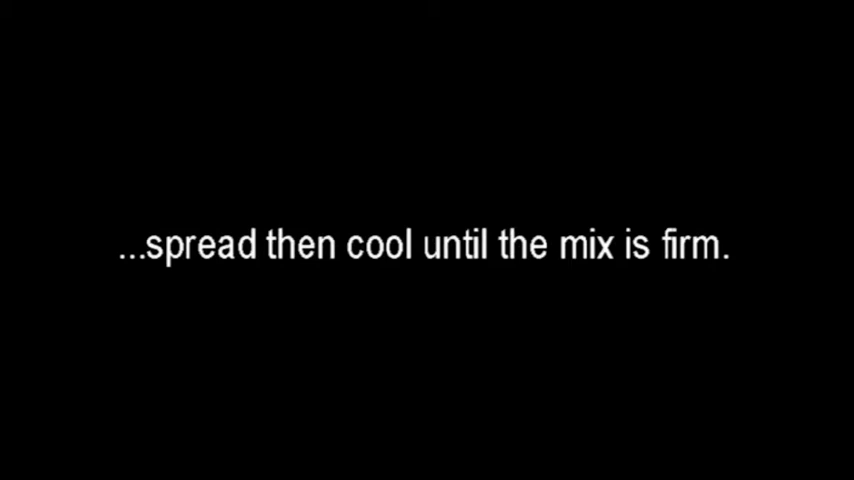 ...spread then cool until the mix is firm.